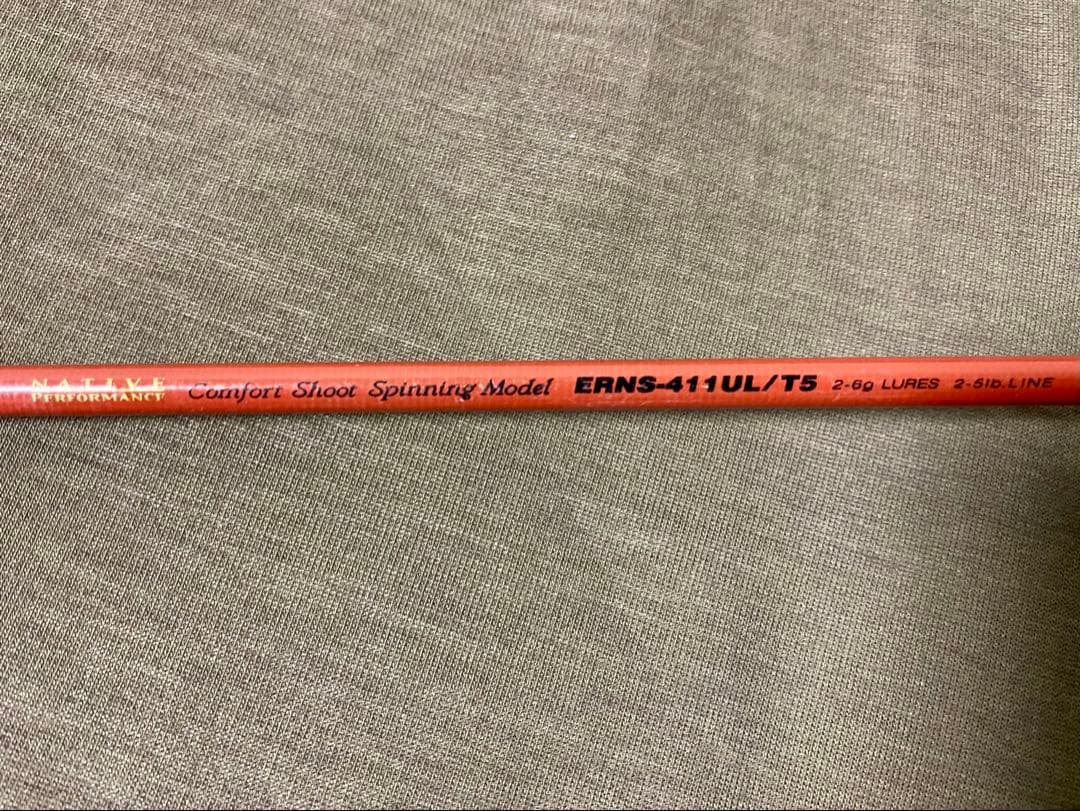 NATIVE
PERFORMANCE
Comfort Shoot Spinning Model ERNS-411UL/T5 2-6g LURES 2-5lb.LINE